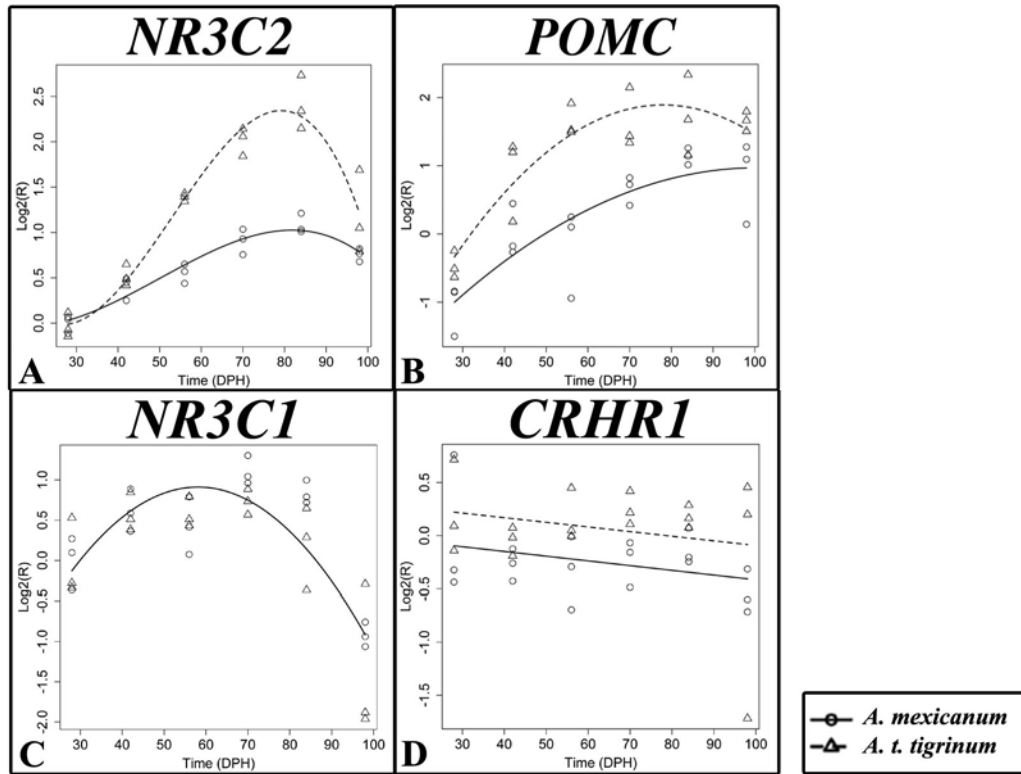 NR3C2
Log2(R)
2.5
2.0
1.5
1.0
0.5
0.0
30 40 50 60 70 80 90 100
Time (DPH)
A
POMC
Log2(R)
2
1
0
-1
30 40 50 60 70 80 90 100
Time (DPH)
B
NR3C1
Log2(R)
1.0
0.5
0.0
-0.5
-1.0
-1.5
-2.0
30 40 50 60 70 80 90 100
Time (DPH)
C
CRHR1
Log2(R)
0.5
0.0
-0.5
-1.0
-1.5
30 40 50 60 70 80 90 100
Time (DPH)
D
A. mexicanum
A. t. tigrinum